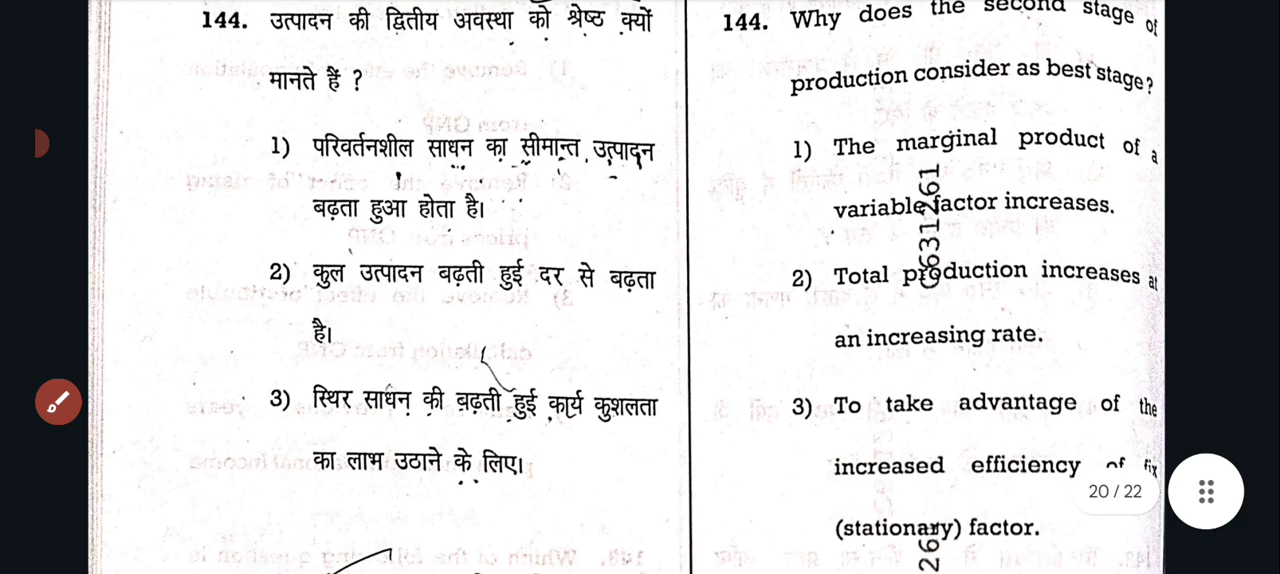 144. उत्पादन की द्वितीय अवस्था को श्रेष्ठ क्यों
मानते हैं ?
1) परिवर्तनशील साधन का सीमान्त उत्पादन
बढ़ता हुआ होता है।
2) कुल उत्पादन बढ़ती हुई दर से बढ़ता
है।
3) स्थिर साधन की बढ़ती हुई कार्य कुशलता
का लाभ उठाने के लिए।
144. Why does the second stage of
production consider as best stage?
1) The marginal product of a
variable factor increases.
2) Total production increases at
an increasing rate.
3) To take advantage of the
increased efficiency of fix
(stationary) factor.
20 / 22